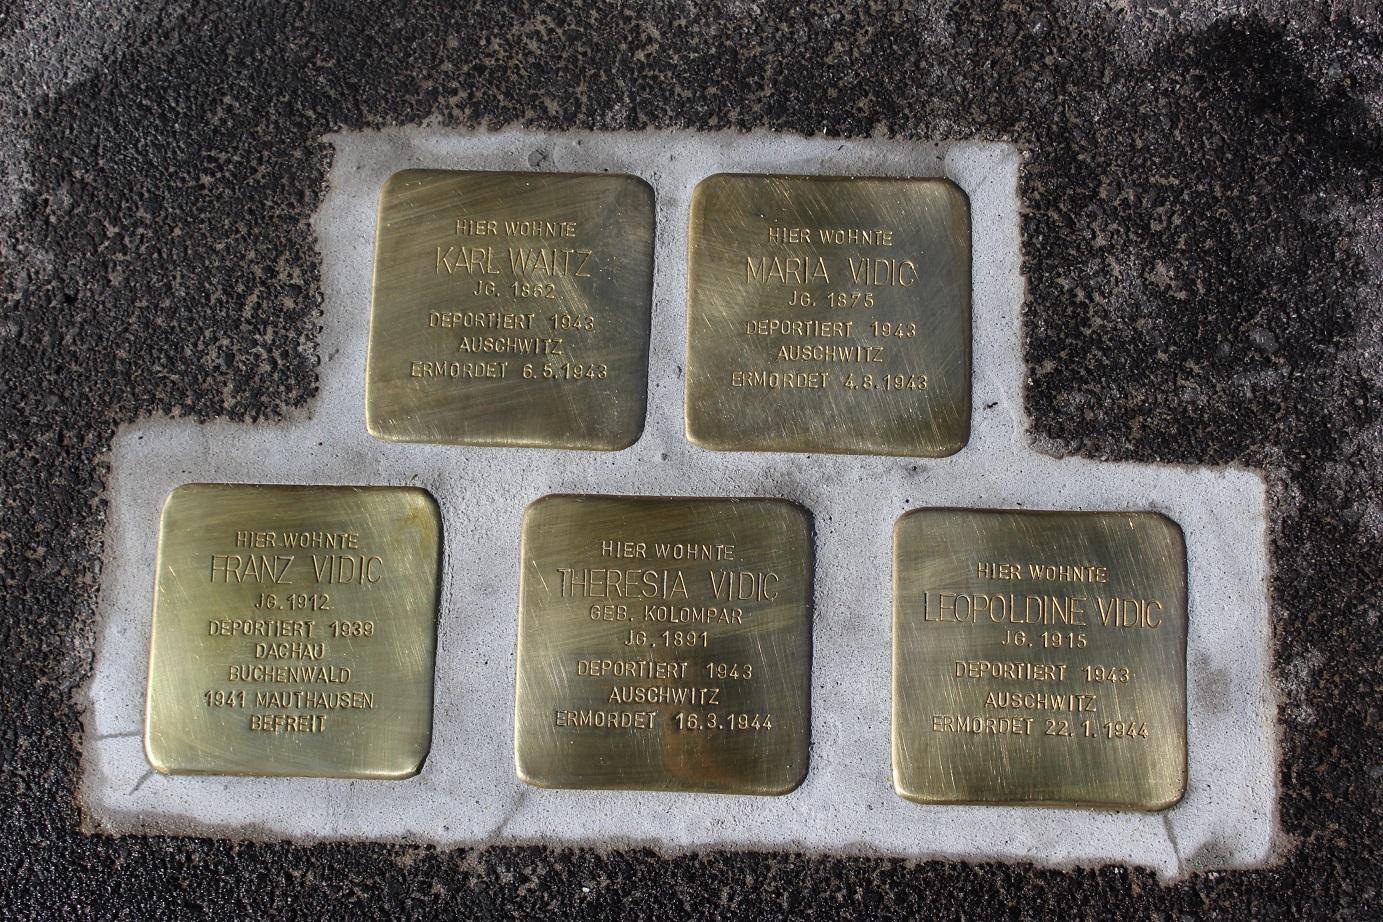 HIER WOHNTE
KARL WAITZ
JG. 1862
DEPORTIERT 1943
AUSCHWITZ
ERMORDET 6.5.1943
HIER WOHNTE
MARIA VIDIC
JG. 1875
DEPORTIERT 1943
AUSCHWITZ
ERMORDET 4.8.1943
HIER WOHNTE
FRANZ VIDIC
JG. 1912
DEPORTIERT 1939
DACHAU
BUCHENWALD
1941 MAUTHAUSEN
BEFREIT
HIER WOHNTE
THERESIA VIDIC
GEB. KOLOMPAR
JG. 1891
DEPORTIERT 1943
AUSCHWITZ
ERMORDET 16.3.1944
HIER WOHNTE
LEOPOLDINE VIDIC
JG. 1915
DEPORTIERT 1943
AUSCHWITZ
ERMORDET 22.1.1944